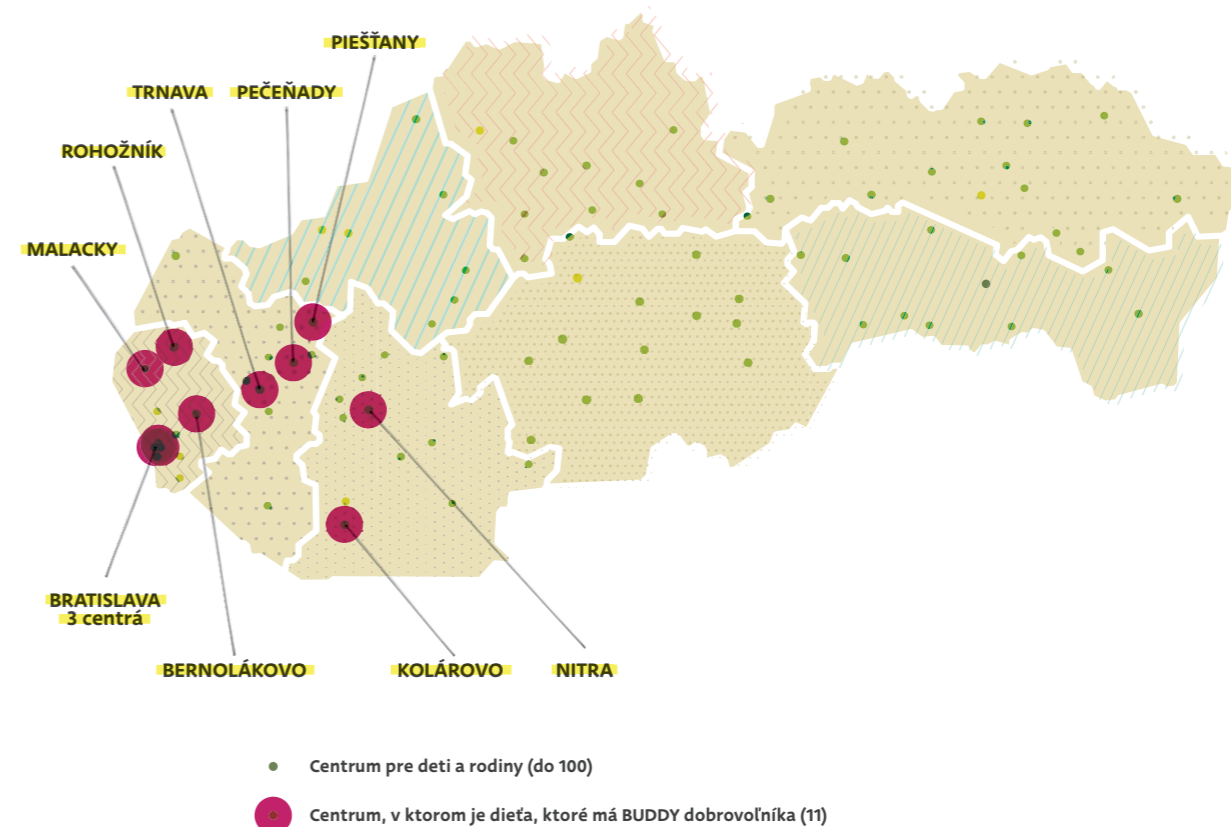 PIEŠŤANY
TRNAVA
PEČEŇADY
ROHOŽNÍK
MALACKY
BRATISLAVA
3 centrá
BERNOLÁKOVO
KOLÁROVO
NITRA
Centrum pre deti a rodiny (do 100)
Centrum, v ktorom je dieťa, ktoré má BUDDY dobrovoľníka (11)